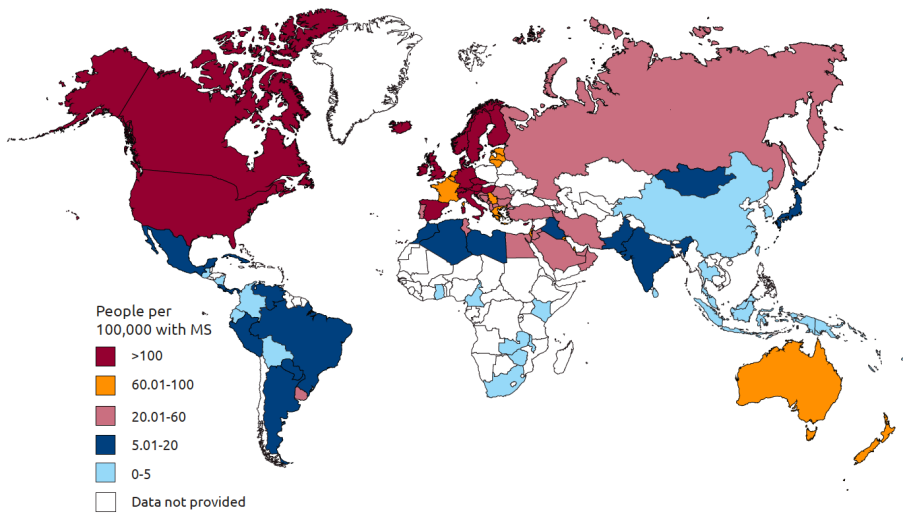 People per
100,000 with MS
>100
60.01-100
20.01-60
5.01-20
0-5
Data not provided